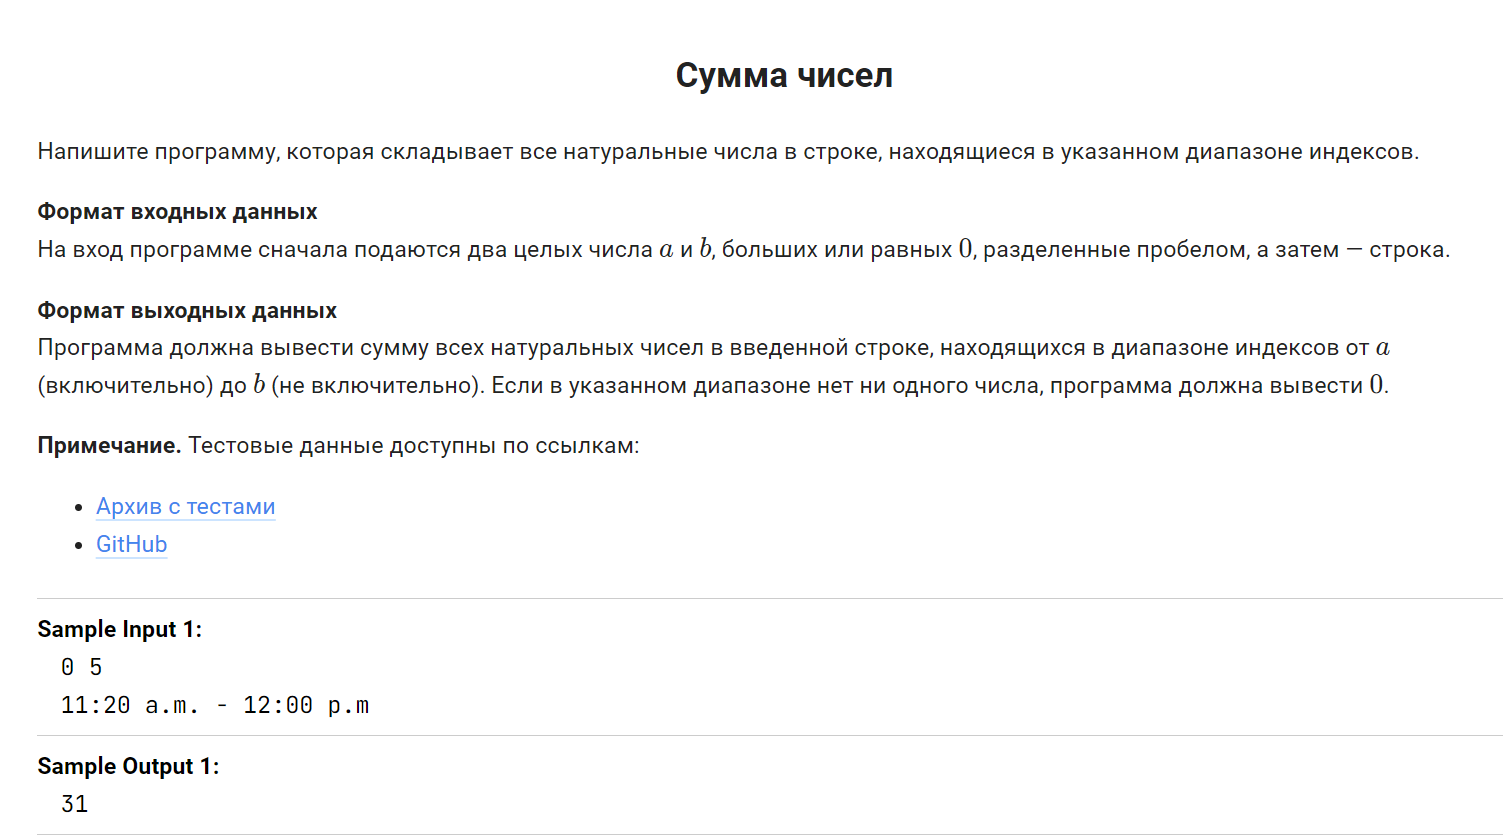 Сумма чисел
Напишите программу, которая складывает все натуральные числа в строке, находящиеся в указанном диапазоне индексов.
Формат входных данных
На вход программе сначала подаются два целых числа a и b, больших или равных 0, разделенные пробелом, а затем — строка.
Формат выходных данных
Программа должна вывести сумму всех натуральных чисел в введенной строке, находящихся в диапазоне индексов от a
(включительно) до b (не включительно). Если в указанном диапазоне нет ни одного числа, программа должна вывести 0.
Примечание. Тестовые данные доступны по ссылкам:
• Архив с тестами
• GitHub
Sample Input 1:
0 5
11:20 a.m. - 12:00 p.m
Sample Output 1:
31